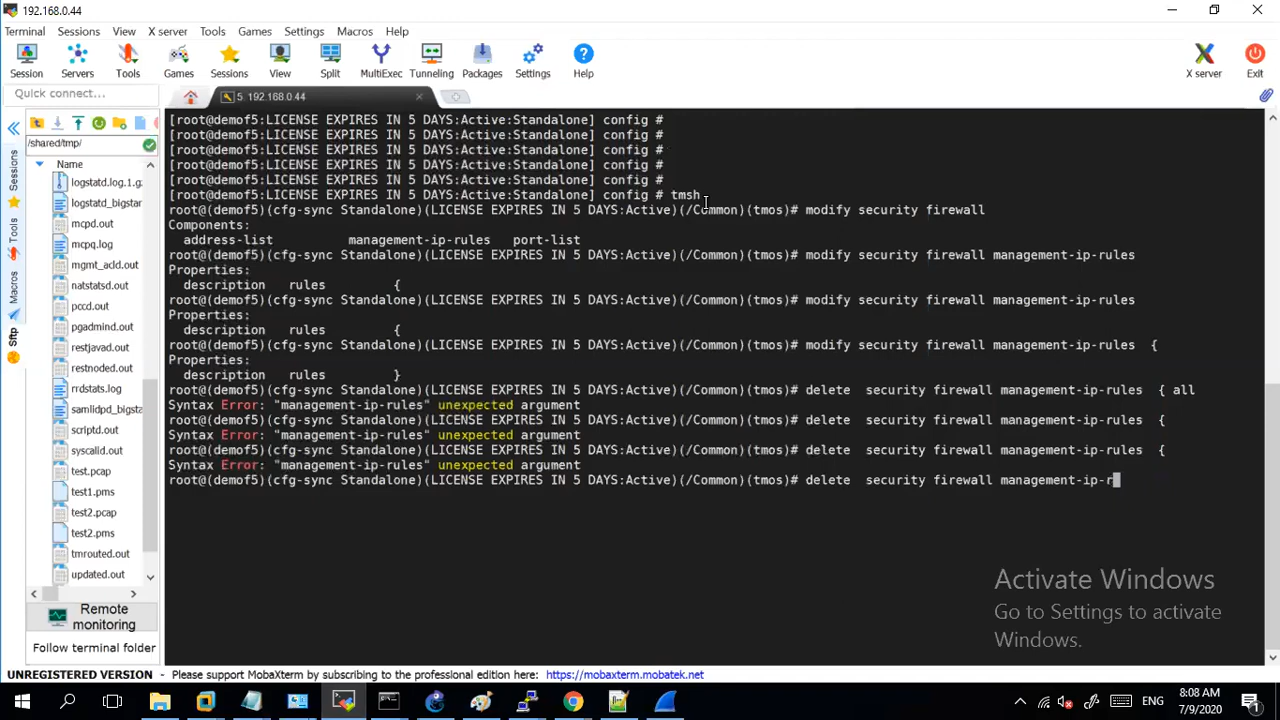 192.168.0.44
Terminal Sessions View X server Tools Games Settings Macros Help
Session Servers Tools Games Sessions View Split MultiExec Tunneling Packages Settings Help X server Exit
Quick connect...
5. 192.168.0.44
/shared/tmp/
Name
logstatd.log.1.g
logstatd_bigstar
mcpd.out
mcpq.log
mgmt_acld.out
natstatsd.out
pccd.out
pgadmind.out
restjavad.out
restnoded.out
rrdstats.log
samlidpd_bigsta
scriptd.out
syscalld.out
test.pcap
test1.pms
test2.pcap
test2.pms
tmrouted.out
updated.out
Remote
monitoring
Follow terminal folder
Sessions
Tools
Macros
Sftp
[root@demof5:LICENSE EXPIRES IN 5 DAYS:Active:Standalone] config #
[root@demof5:LICENSE EXPIRES IN 5 DAYS:Active:Standalone] config #
[root@demof5:LICENSE EXPIRES IN 5 DAYS:Active:Standalone] config #
[root@demof5:LICENSE EXPIRES IN 5 DAYS:Active:Standalone] config #
[root@demof5:LICENSE EXPIRES IN 5 DAYS:Active:Standalone] config #
[root@demof5:LICENSE EXPIRES IN 5 DAYS:Active:Standalone] config # tmsh
root@(demof5)(cfg-sync Standalone)(LICENSE EXPIRES IN 5 DAYS:Active)(/Common)(tmos)# modify security firewall
Components:
address-list management-ip-rules port-list
root@(demof5)(cfg-sync Standalone)(LICENSE EXPIRES IN 5 DAYS:Active)(/Common)(tmos)# modify security firewall management-ip-rules
Properties:
description rules {
root@(demof5)(cfg-sync Standalone)(LICENSE EXPIRES IN 5 DAYS:Active)(/Common)(tmos)# modify security firewall management-ip-rules
Properties:
description rules {
root@(demof5)(cfg-sync Standalone)(LICENSE EXPIRES IN 5 DAYS:Active)(/Common)(tmos)# modify security firewall management-ip-rules {
Properties:
description rules }
root@(demof5)(cfg-sync Standalone)(LICENSE EXPIRES IN 5 DAYS:Active)(/Common)(tmos)# delete security firewall management-ip-rules { all
Syntax Error: "management-ip-rules" unexpected argument
root@(demof5)(cfg-sync Standalone)(LICENSE EXPIRES IN 5 DAYS:Active)(/Common)(tmos)# delete security firewall management-ip-rules {
Syntax Error: "management-ip-rules" unexpected argument
root@(demof5)(cfg-sync Standalone)(LICENSE EXPIRES IN 5 DAYS:Active)(/Common)(tmos)# delete security firewall management-ip-rules {
Syntax Error: "management-ip-rules" unexpected argument
root@(demof5)(cfg-sync Standalone)(LICENSE EXPIRES IN 5 DAYS:Active)(/Common)(tmos)# delete security firewall management-ip-r
Activate Windows
Go to Settings to activate
Windows.
UNREGISTERED VERSION - Please support MobaXterm by subscribing to the professional edition here: https://mobaxterm.mobatek.net
ENG
8:08 AM
7/9/2020
1